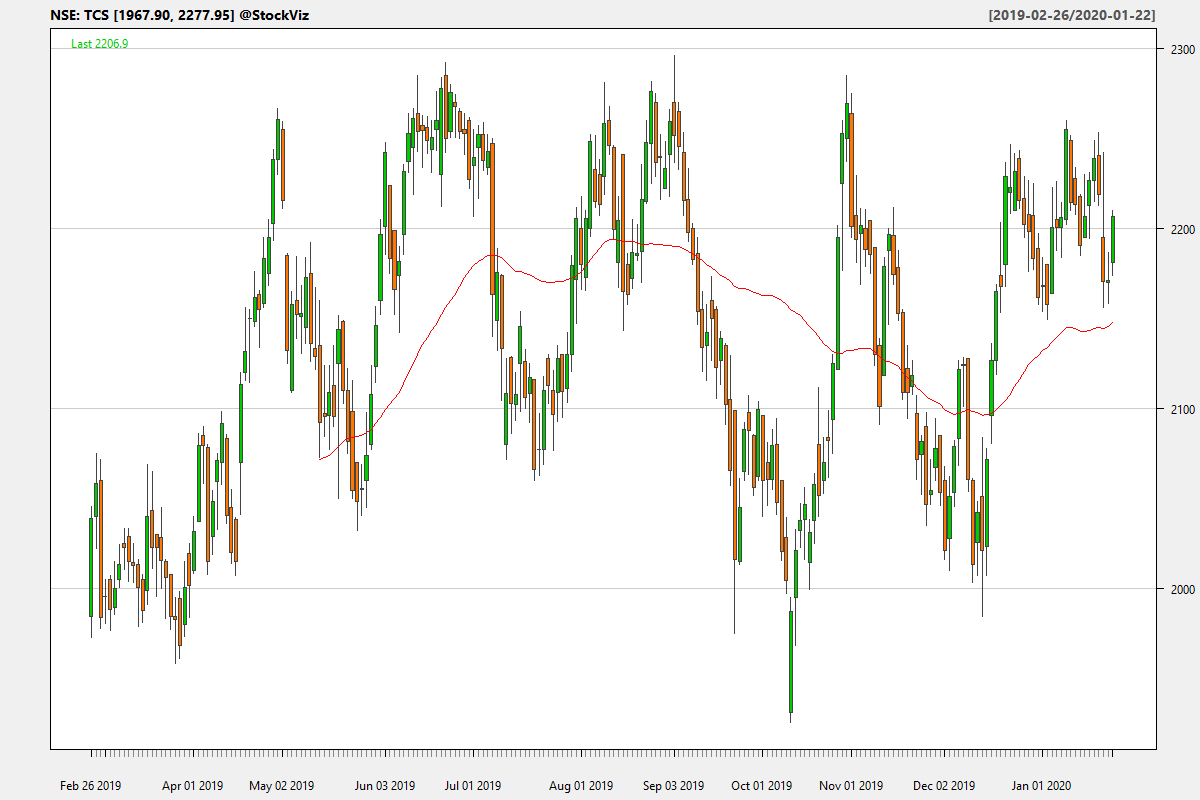 NSE: TCS [1967.90, 2277.95] @StockViz [2019-02-26/2020-01-22]
Last 2206.9
2300
2200
2100
2000
Feb 26 2019 Apr 01 2019 May 02 2019 Jun 03 2019 Jul 01 2019 Aug 01 2019 Sep 03 2019 Oct 01 2019 Nov 01 2019 Dec 02 2019 Jan 01 2020